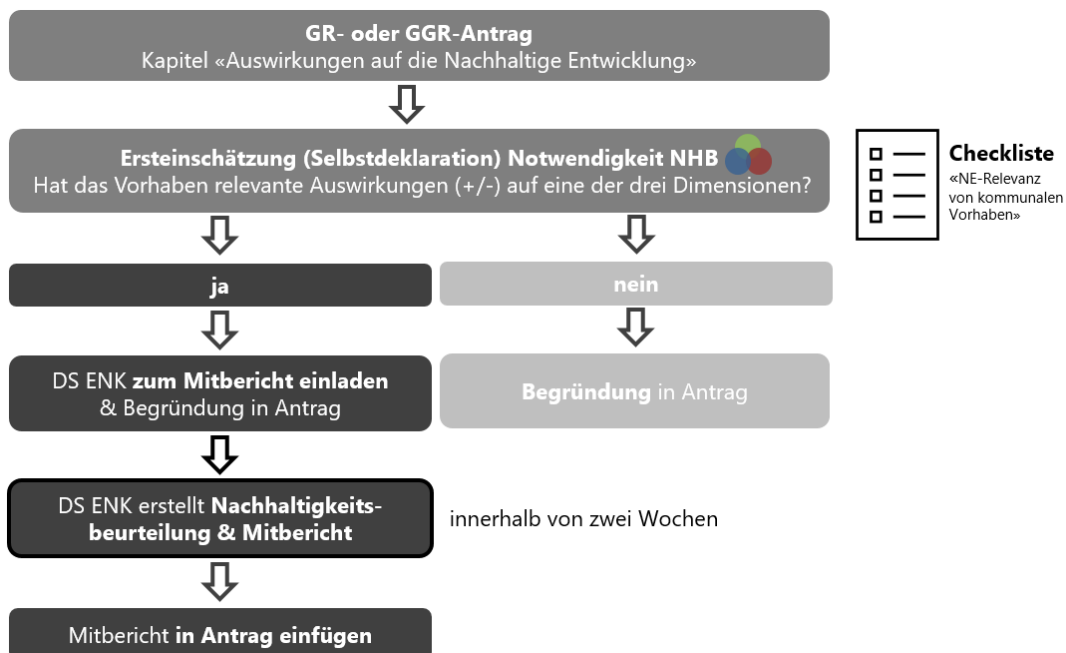 GR- oder GGR-Antrag
Kapitel «Auswirkungen auf die Nachhaltige Entwicklung»
Ersteinschätzung (Selbstdeklaration) Notwendigkeit NHB
Hat das Vorhaben relevante Auswirkungen (+/-) auf eine der drei Dimensionen?
Checkliste
«NE-Relevanz
von kommunalen
Vorhaben»
ja
nein
DS ENK zum Mitbericht einladen
& Begründung in Antrag
Begründung in Antrag
DS ENK erstellt Nachhaltigkeits-
beurteilung & Mitbericht
innerhalb von zwei Wochen
Mitbericht in Antrag einfügen